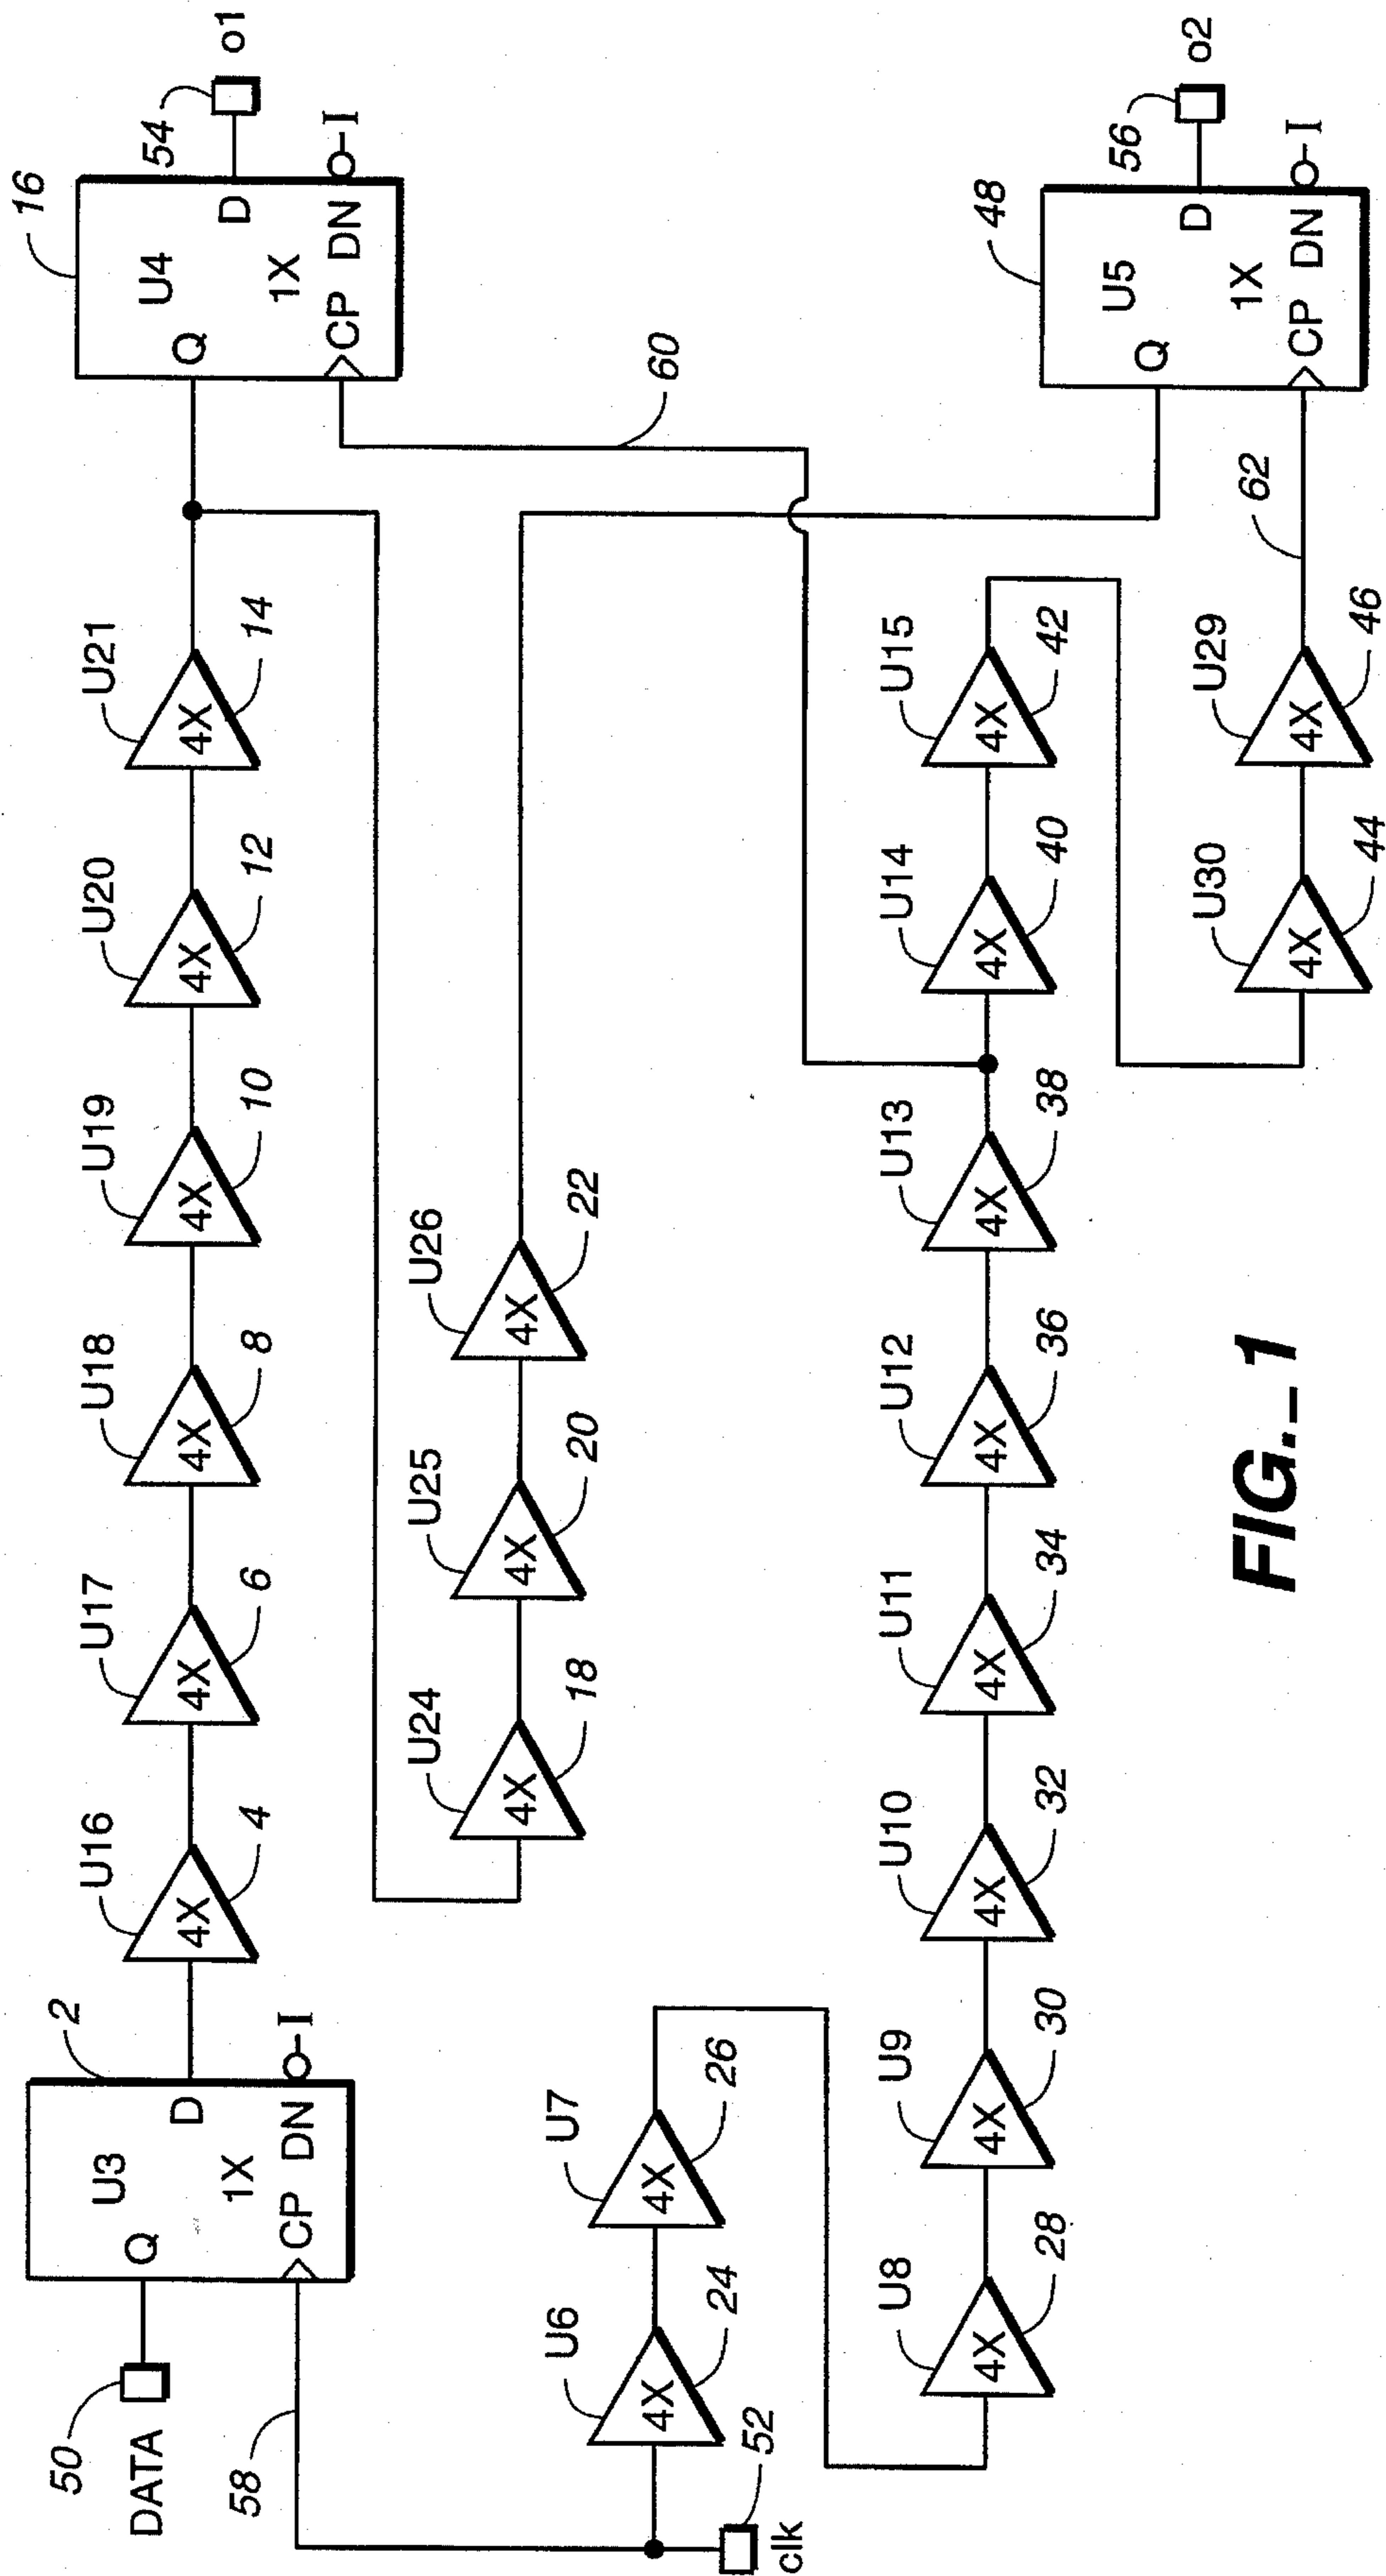 16
54
o1
U4
Q
D
1X
CP DN
I
U21
4X
14
U20
4X
12
U19
4X
10
U18
4X
8
U17
4X
6
U16
4X
4
2
U3
Q
D
1X
CP DN
I
50
DATA
58
60
U24
4X
18
U25
4X
20
U26
4X
22
U6
4X
24
U7
4X
26
52
clk
U8
4X
28
U9
4X
30
U10
4X
32
U11
4X
34
U12
4X
36
U13
4X
38
U14
4X
40
U15
4X
42
U30
4X
44
U29
4X
46
62
48
U5
Q
D
1X
CP DN
I
56
o2
FIG._1